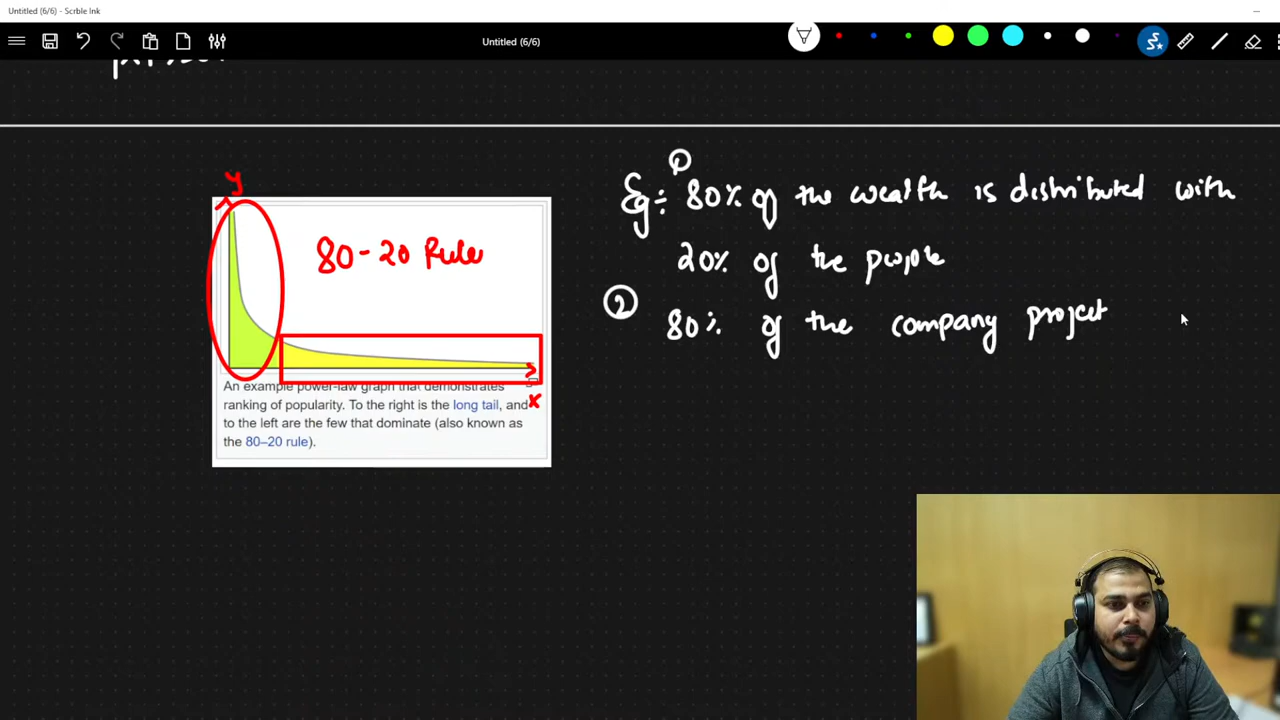 Untitled (6/6) - Scrble Ink
Untitled (6/6)
y
80-20 Rule
x
An example power-law graph that demonstrates
ranking of popularity. To the right is the long tail, and
to the left are the few that dominate (also known as
the 80–20 rule).
①
Eg÷ 80% of the wealth is distributed with
20% of the people
②
80% of the company project